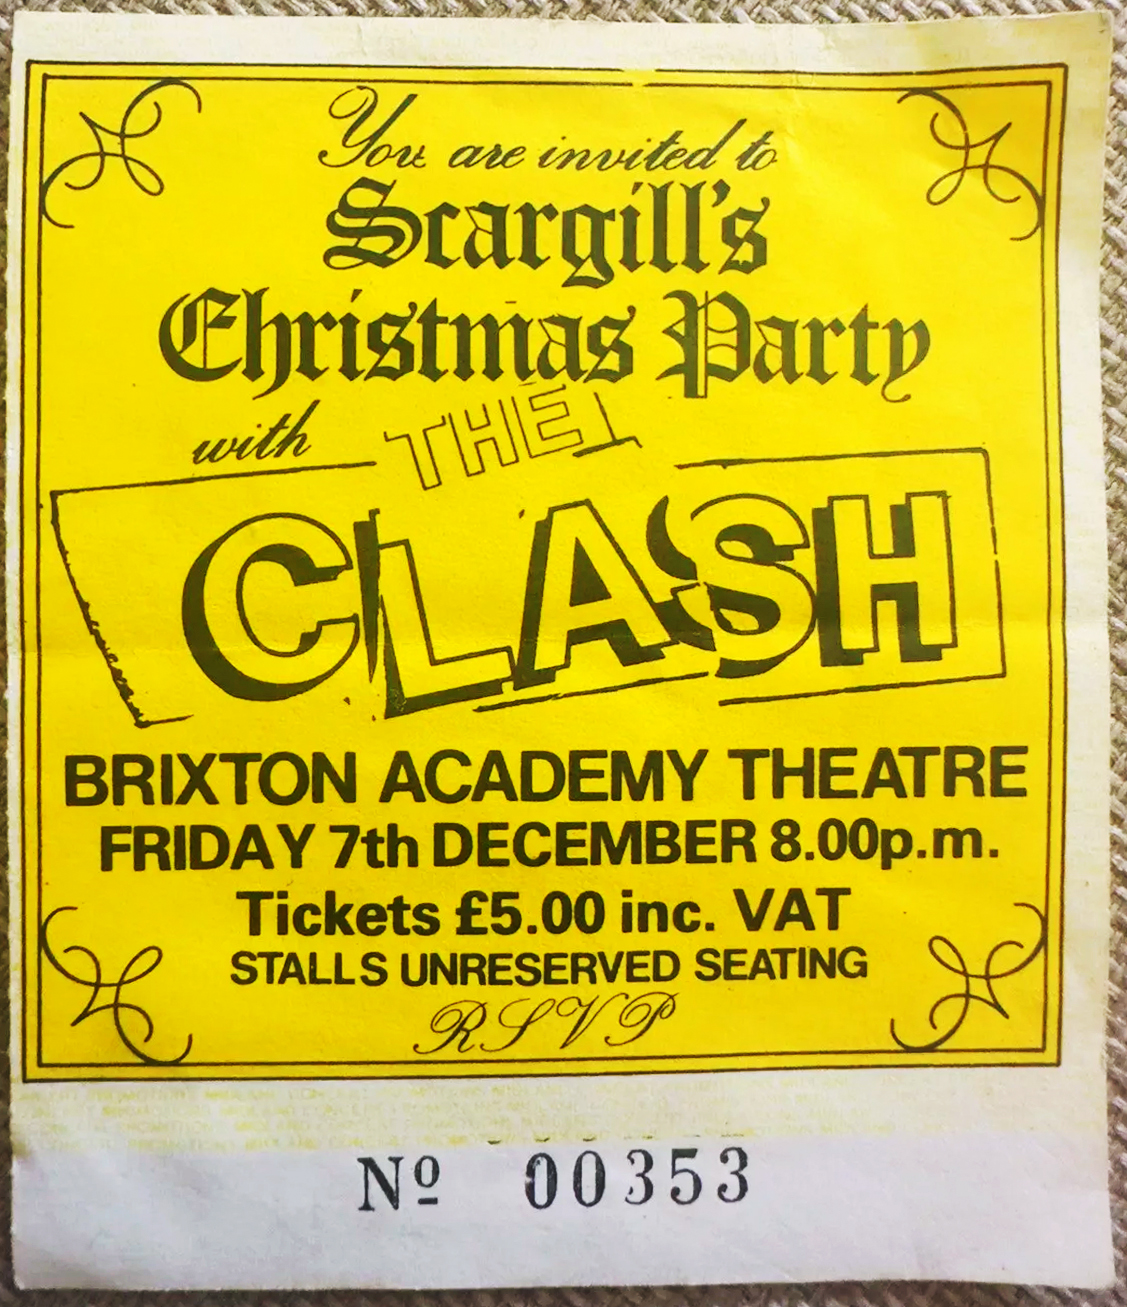 You are invited to
Scargill's
Christmas Party
with THE
CLASH
BRIXTON ACADEMY THEATRE
FRIDAY 7th DECEMBER 8.00p.m.
Tickets £5.00 inc. VAT
STALLS UNRESERVED SEATING
RSVP
Nº 00353